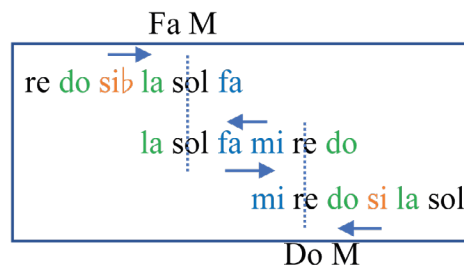 Fa M
re do si♭ la sol fa
la sol fa mi re do
mi re do si la sol
Do M